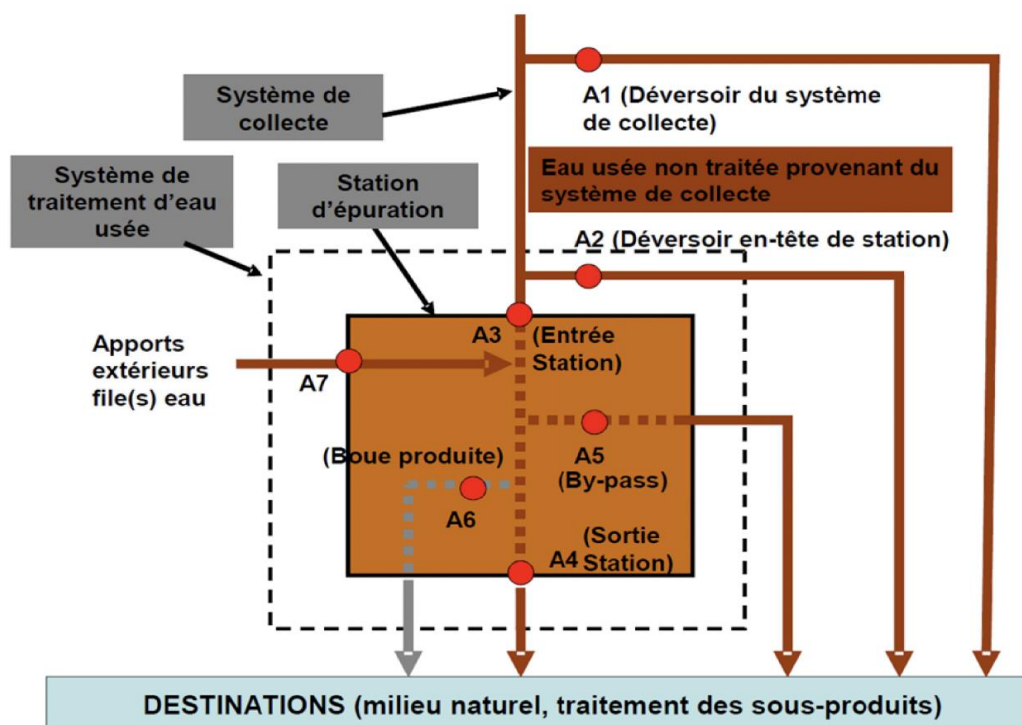 Système de
collecte
A1 (Déversoir du système
de collecte)
Système de
traitement d'eau
usée
Station
d'épuration
Eau usée non traitée provenant du
système de collecte
A2 (Déversoir en-tête de station)
Apports
extérieurs
file(s) eau
A7
A3
(Entrée
Station)
(Boue produite)
A6
A5
(By-pass)
A4
(Sortie
Station)
DESTINATIONS (milieu naturel, traitement des sous-produits)